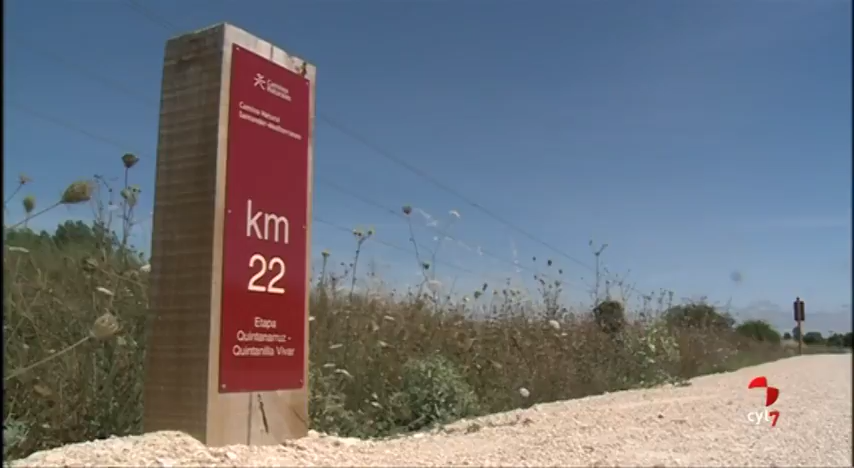 Caminos
Naturales
Camino Natural
Santander-Mediterráneo
km
22
Etapa
Quintanarruz -
Quintanilla Vivar
cyl7